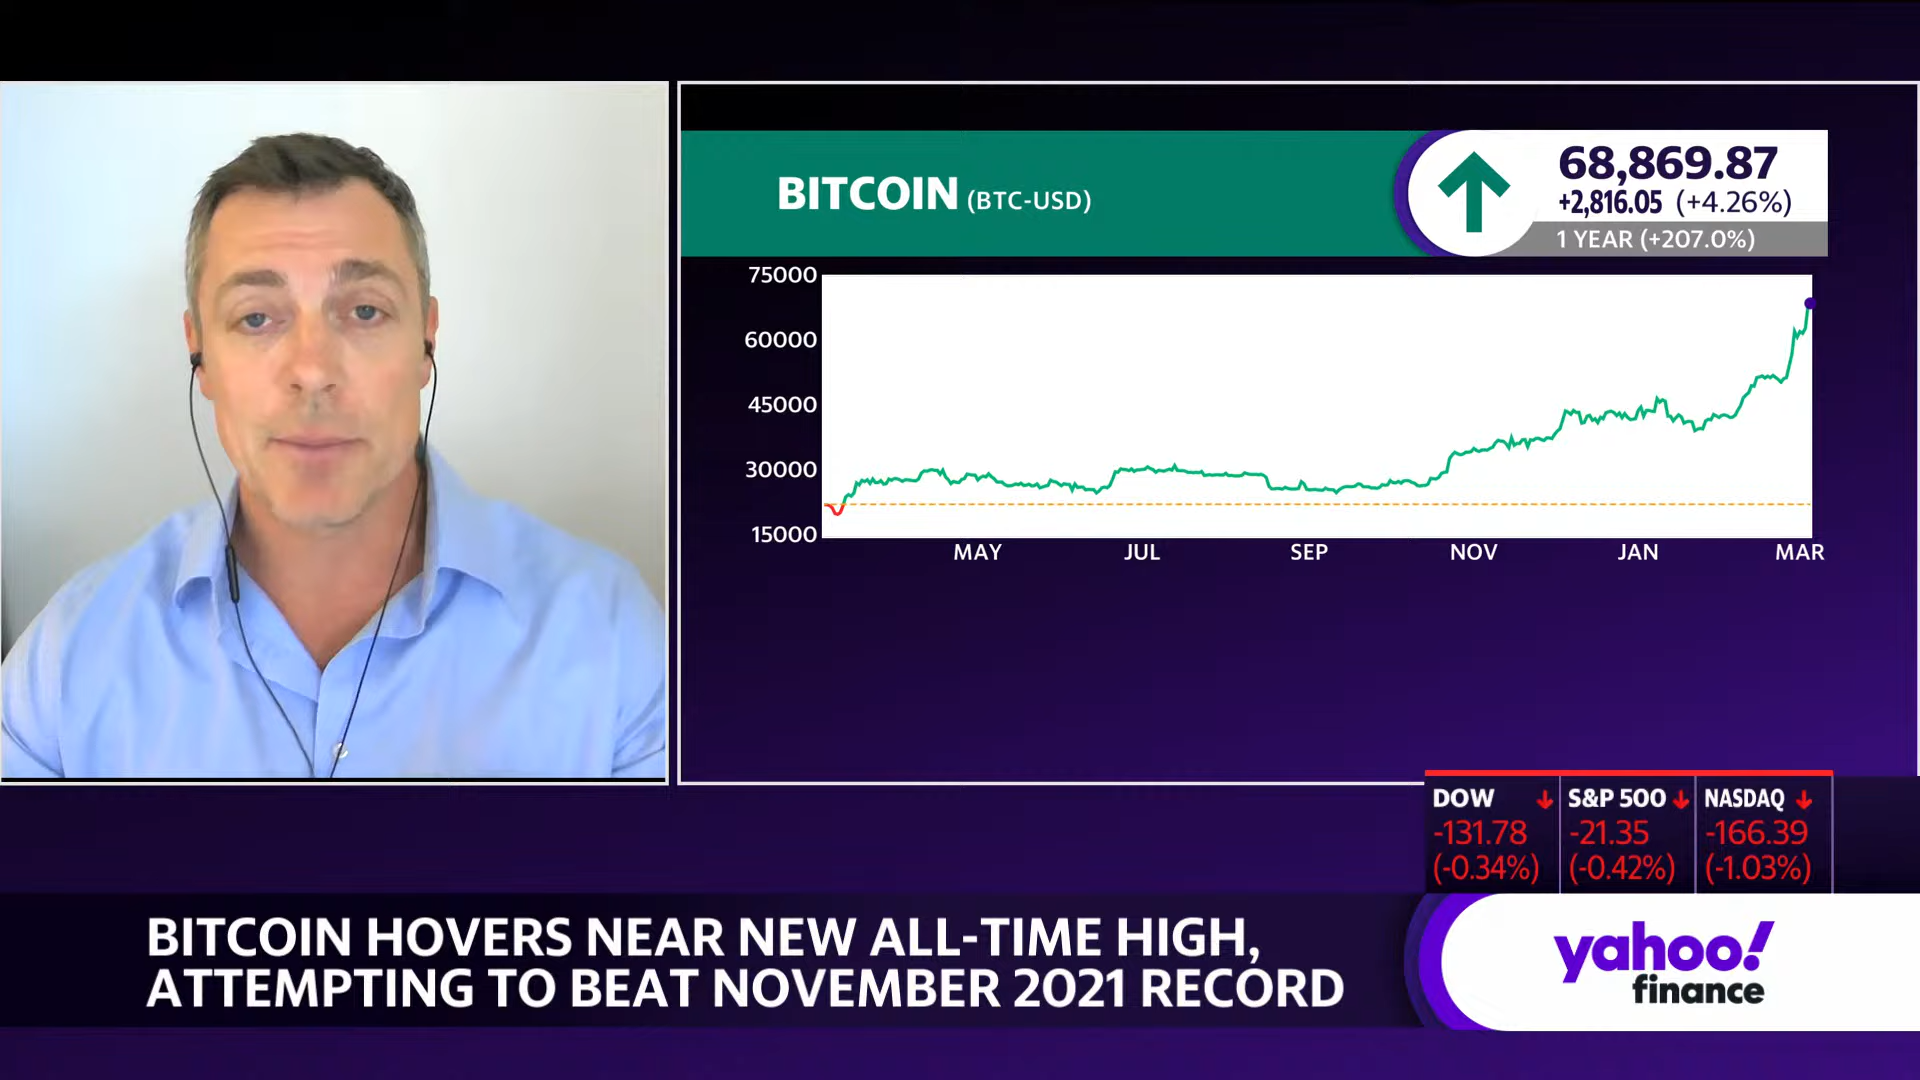 BITCOIN (BTC-USD)
68,869.87
+2,816.05 (+4.26%)
1 YEAR (+207.0%)
75000
60000
45000
30000
15000
MAY JUL SEP NOV JAN MAR
DOW S&P 500 NASDAQ
-131.78 -21.35 -166.39
(-0.34%) (-0.42%) (-1.03%)
BITCOIN HOVERS NEAR NEW ALL-TIME HIGH,
ATTEMPTING TO BEAT NOVEMBER 2021 RECORD
yahoo!
finance